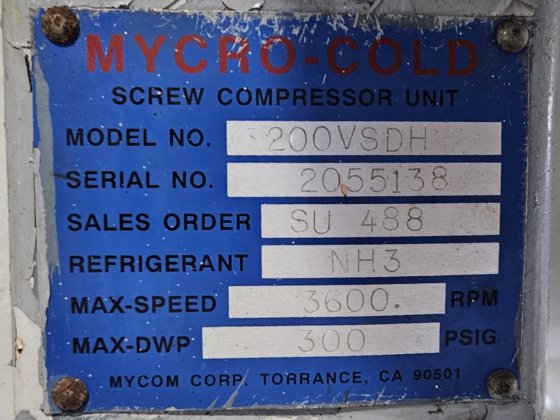 MYCRO-COLD
SCREW COMPRESSOR UNIT
MODEL NO. 200VSDH
SERIAL NO. 2055138
SALES ORDER SU 488
REFRIGERANT NH3
MAX-SPEED 3600. RPM
MAX-DWP 300 PSIG
MYCOM CORP. TORRANCE, CA 90501